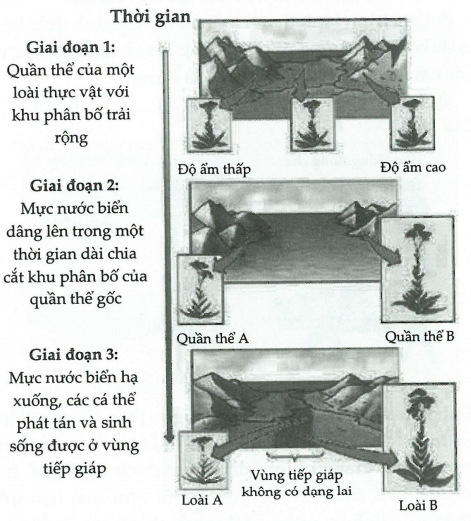 Thời gian
Giai đoạn 1:
Quần thể của một
loài thực vật với
khu phân bố trải
rộng
Độ ẩm thấp
Độ ẩm cao
Giai đoạn 2:
Mực nước biển
dâng lên trong một
thời gian dài chia
cắt khu phân bố của
quần thể gốc
Quần thể A
Quần thể B
Giai đoạn 3:
Mực nước biển hạ
xuống, các cá thể
phát tán và sinh
sống được ở vùng
tiếp giáp
Loài A
Vùng tiếp giáp
không có dạng lai
Loài B